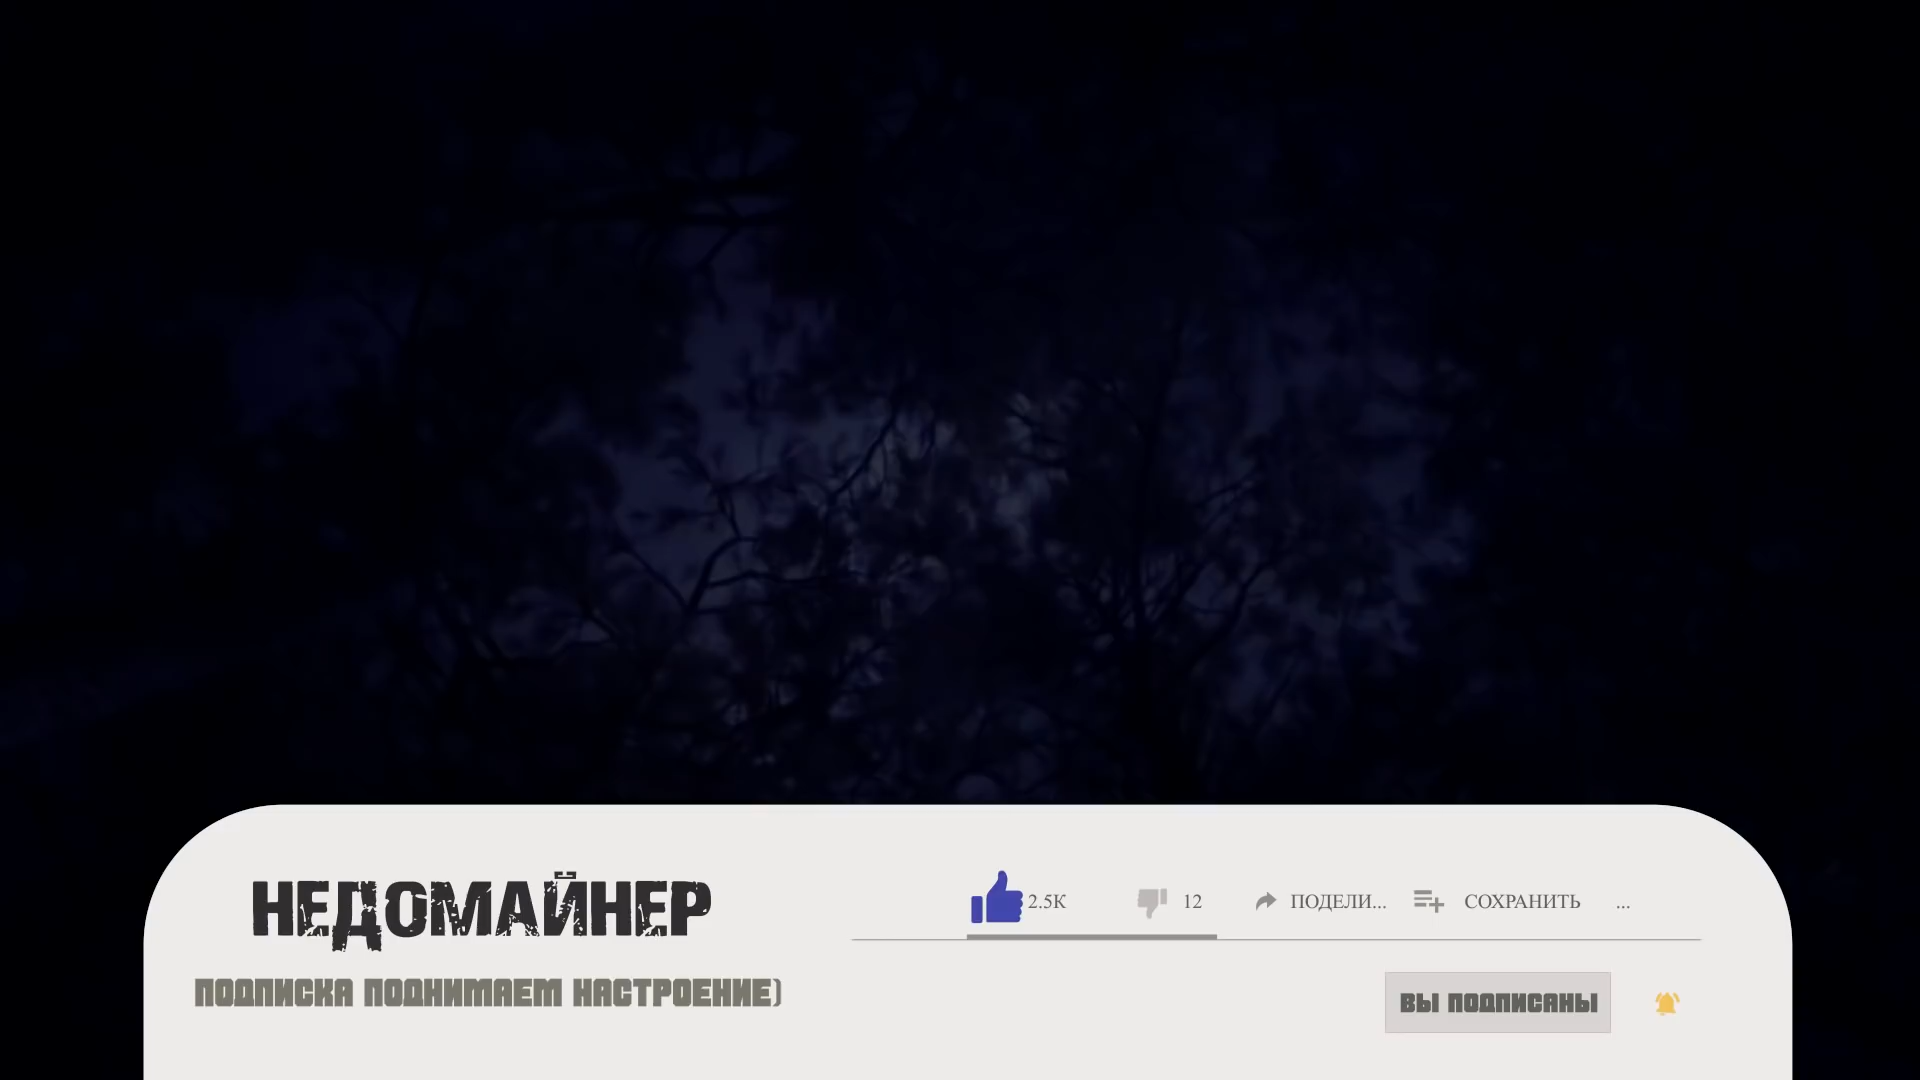 НЕДОМАЙНЕР
2.5K 12 ПОДЕЛИ... СОХРАНИТЬ ...
ПОДПИСКА ПОДНИМАЕМ НАСТРОЕНИЕ)
ВЫ ПОДПИСАНЫ